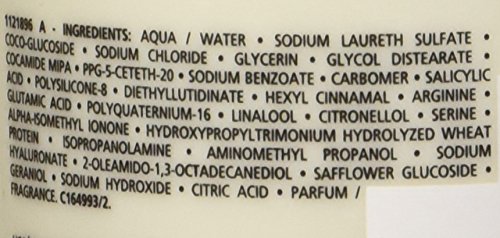 1121896 A - INGREDIENTS: AQUA / WATER • SODIUM LAURETH SULFATE •
COCO-GLUCOSIDE • SODIUM CHLORIDE • GLYCERIN • GLYCOL DISTEARATE •
COCAMIDE MIPA • PPG-5-CETETH-20 • SODIUM BENZOATE • CARBOMER • SALICYLIC
ACID • POLYSILICONE-8 • DIETHYLLUTIDINATE • HEXYL CINNAMAL • ARGININE •
GLUTAMIC ACID • POLYQUATERNIUM-16 • LINALOOL • CITRONELLOL • SERINE •
ALPHA-ISOMETHYL IONONE • HYDROXYPROPYLTRIMONIUM HYDROLYZED WHEAT
PROTEIN • ISOPROPANOLAMINE • AMINOMETHYL PROPANOL • SODIUM
HYALURONATE • 2-OLEAMIDO-1,3-OCTADECANEDIOL • SAFFLOWER GLUCOSIDE •
GERANIOL • SODIUM HYDROXIDE • CITRIC ACID • PARFUM /
FRAGRANCE. C164993/2.